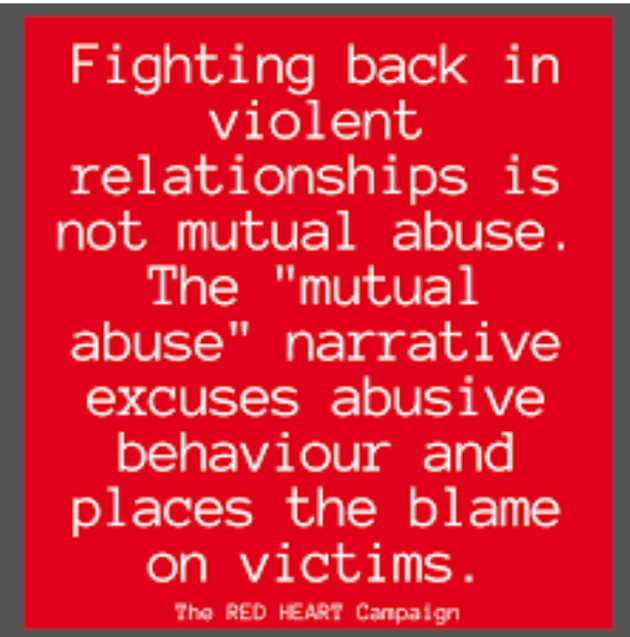 Fighting back in
violent
relationships is
not mutual abuse.
The "mutual
abuse" narrative
excuses abusive
behaviour and
places the blame
on victims.
The RED HEART Campaign